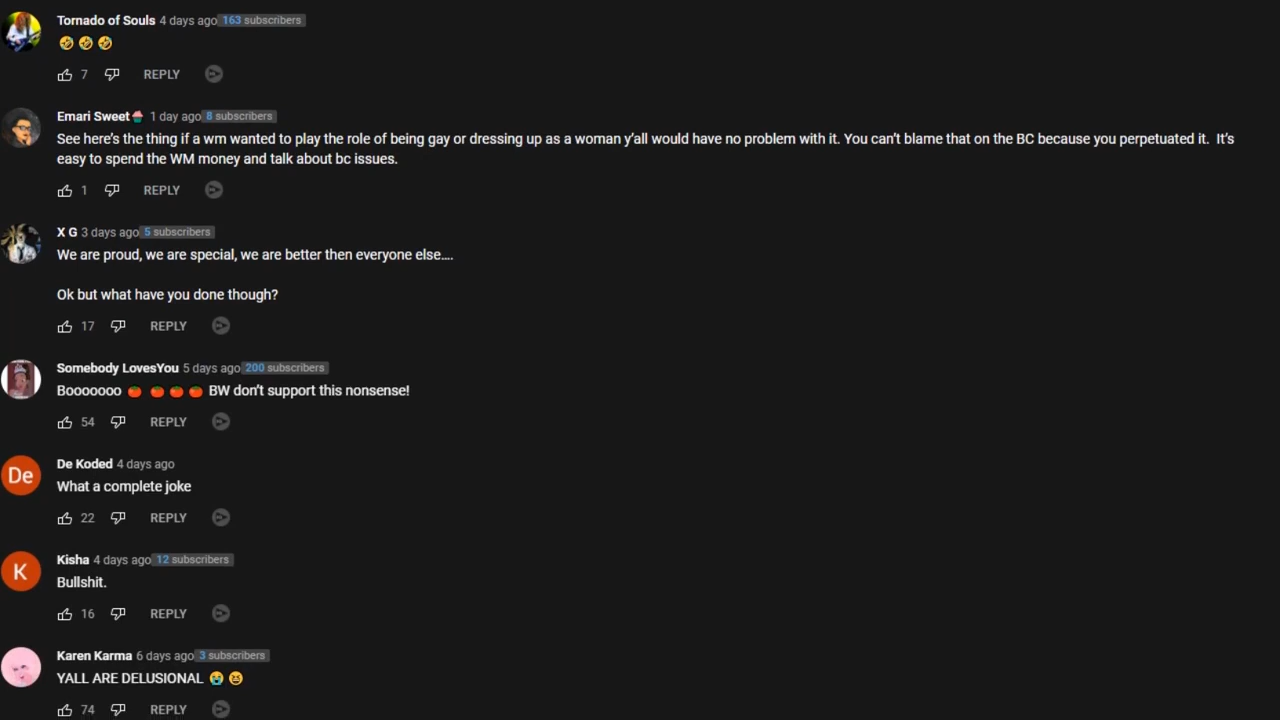 Tornado of Souls 4 days ago 163 subscribers
🤣 🤣 🤣
7 REPLY
Emari Sweet🧁 1 day ago 8 subscribers
See here's the thing if a wm wanted to play the role of being gay or dressing up as a woman y'all would have no problem with it. You can't blame that on the BC because you perpetuated it. It's
easy to spend the WM money and talk about bc issues.
1 REPLY
X G 3 days ago 5 subscribers
We are proud, we are special, we are better then everyone else....
Ok but what have you done though?
17 REPLY
Somebody LovesYou 5 days ago 200 subscribers
Booooooo 🍅 🍅 🍅 🍅 BW don't support this nonsense!
54 REPLY
De
De Koded 4 days ago
What a complete joke
22 REPLY
K
Kisha 4 days ago 12 subscribers
Bullshit.
16 REPLY
Karen Karma 6 days ago 3 subscribers
YALL ARE DELUSIONAL 😭 😆
74 REPLY